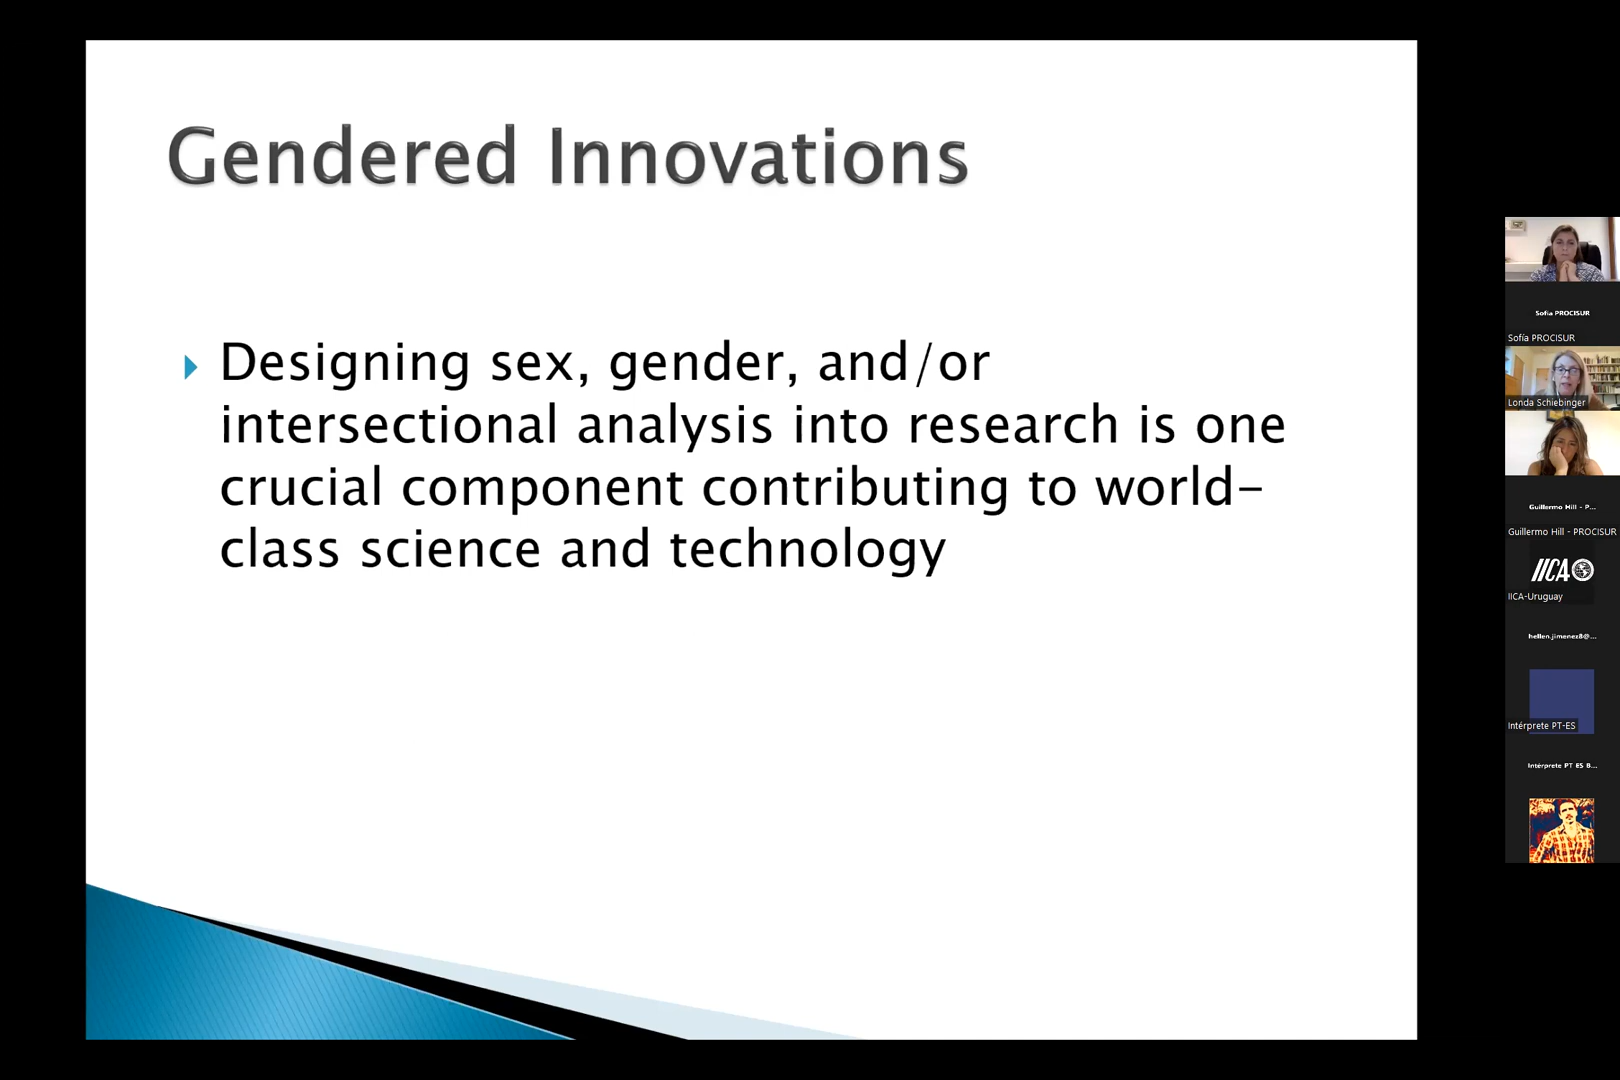 Gendered Innovations
Designing sex, gender, and/or
intersectional analysis into research is one
crucial component contributing to world-
class science and technology
Sofía PROCISUR
Sofía PROCISUR
Londa Schiebinger
Guillermo Hill - P...
Guillermo Hill - PROCISUR
IICA
IICA-Uruguay
hellen.jimenez8@...
Intérprete PT-ES
Intérprete PT ES B...